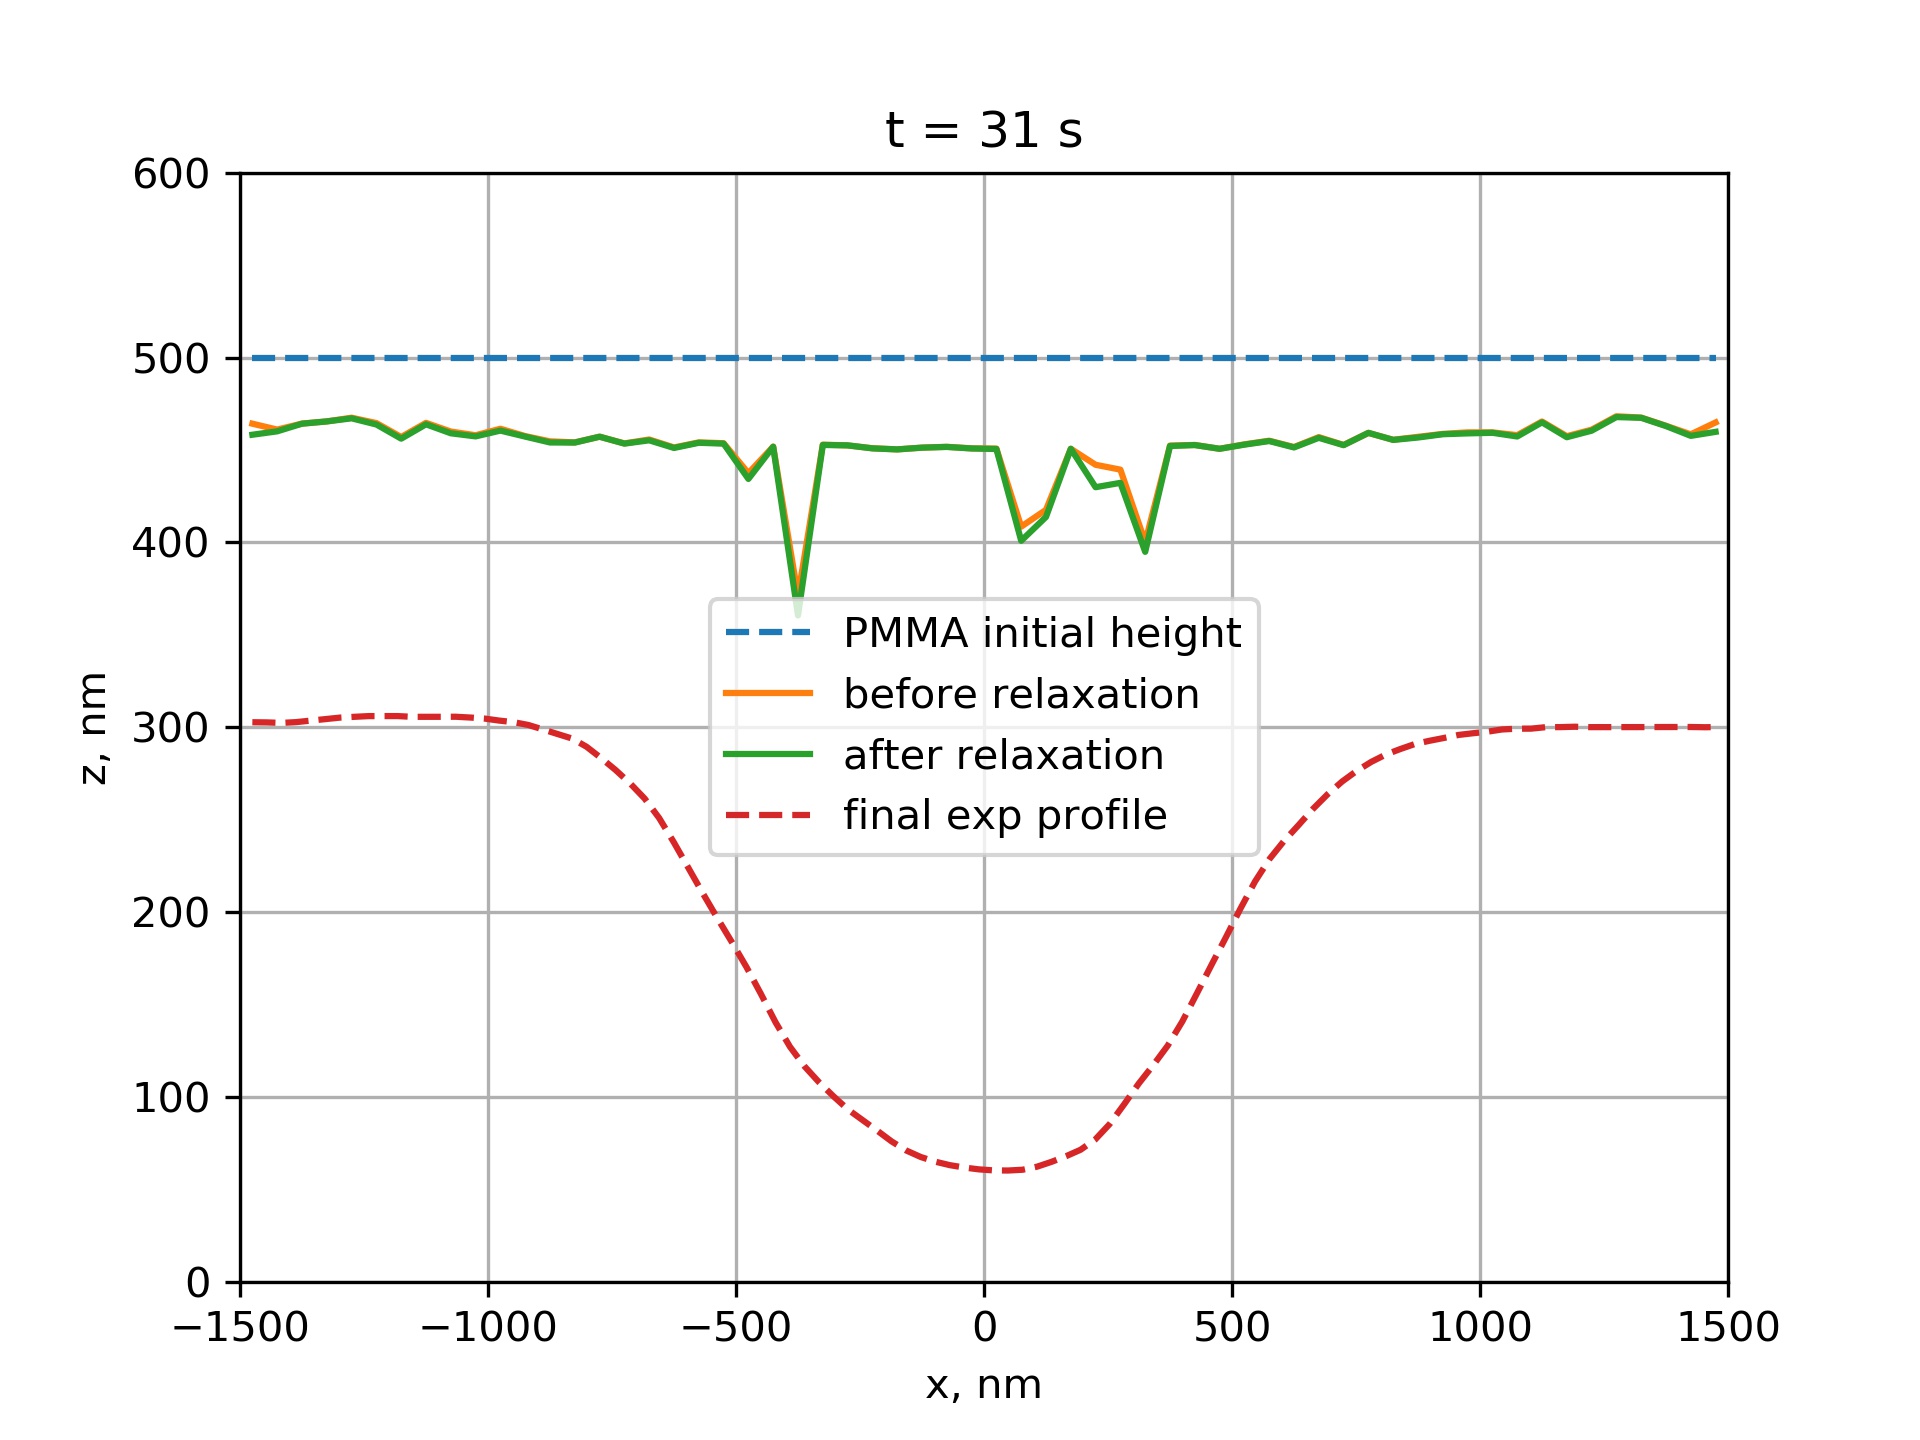 t = 31 s
600
500
400
300
200
100
0
z, nm
PMMA initial height
before relaxation
after relaxation
final exp profile
−1500
−1000
−500
0
500
1000
1500
x, nm